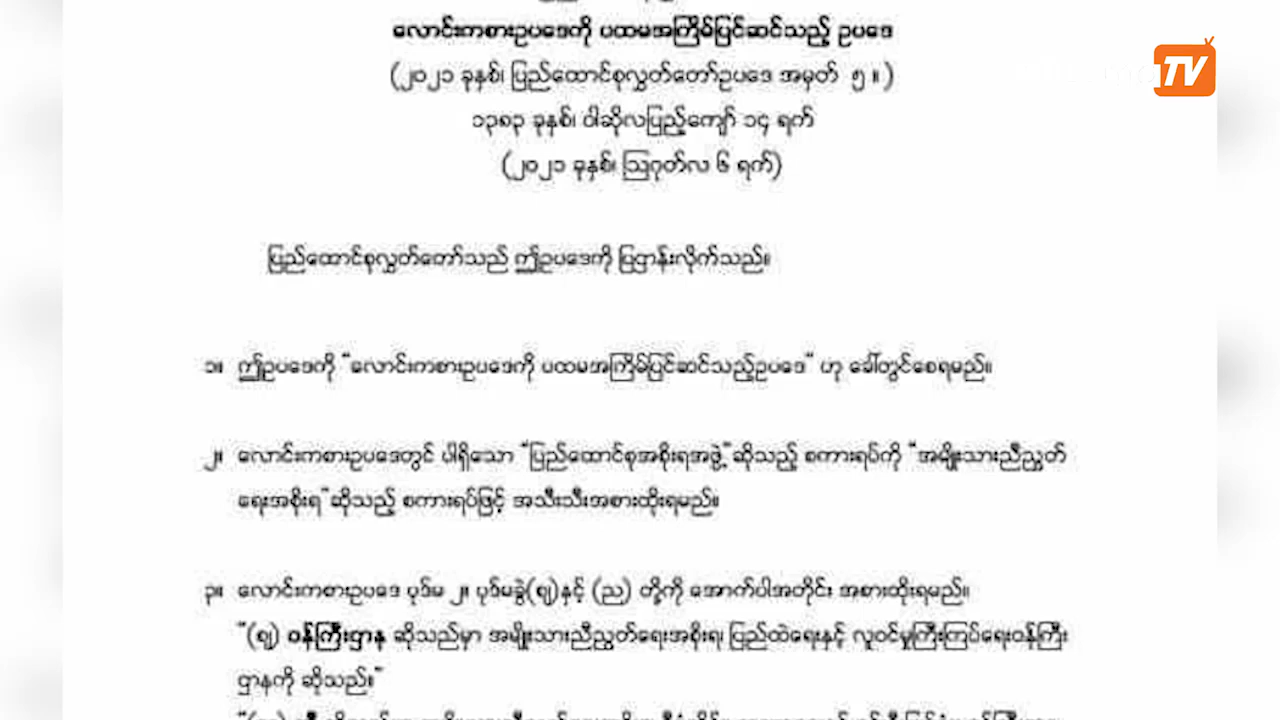 လောင်းကစားဥပဒေကို ပထမအကြိမ်ပြင်ဆင်သည့် ဥပဒေ
(၂၀၂၁ ခုနှစ်၊ ပြည်ထောင်စုလွှတ်တော်ဥပဒေ အမှတ် ၅ ။ )
၁၃၈၃ ခုနှစ်၊ ဝါဆိုလပြည့်ကျော် ၁၄ ရက်
(၂၀၂၁ ခုနှစ်၊ ဩဂုတ်လ ၆ ရက်)
ပြည်ထောင်စုလွှတ်တော်သည် ဤဥပဒေကို ပြဌာန်းလိုက်သည်။
၁။ ဤဥပဒေကို "လောင်းကစားဥပဒေကို ပထမအကြိမ်ပြင်ဆင်သည့်ဥပဒေ" ဟု ခေါ်တွင်စေရမည်။
၂။ လောင်းကစားဥပဒေတွင် ပါရှိသော "ပြည်ထောင်စုအစိုးရအဖွဲ့" ဆိုသည့် စကားရပ်ကို "အမျိုးသားညီညွတ်
ရေးအစိုးရ" ဆိုသည့် စကားရပ်ဖြင့် အသီးသီးအစားထိုးရမည်။
၃။ လောင်းကစားဥပဒေ ပုဒ်မ ၂၊ ပုဒ်မခွဲ(ဈ)နှင့် (ည) တို့ကို အောက်ပါအတိုင်း အစားထိုးရမည်။
"(ဈ) ဝန်ကြီးဌာန ဆိုသည်မှာ အမျိုးသားညီညွတ်ရေးအစိုးရ၊ ပြည်ထဲရေးနှင့် လူဝင်မှုကြီးကြပ်ရေးဝန်ကြီး
ဌာနကို ဆိုသည်။"
TV